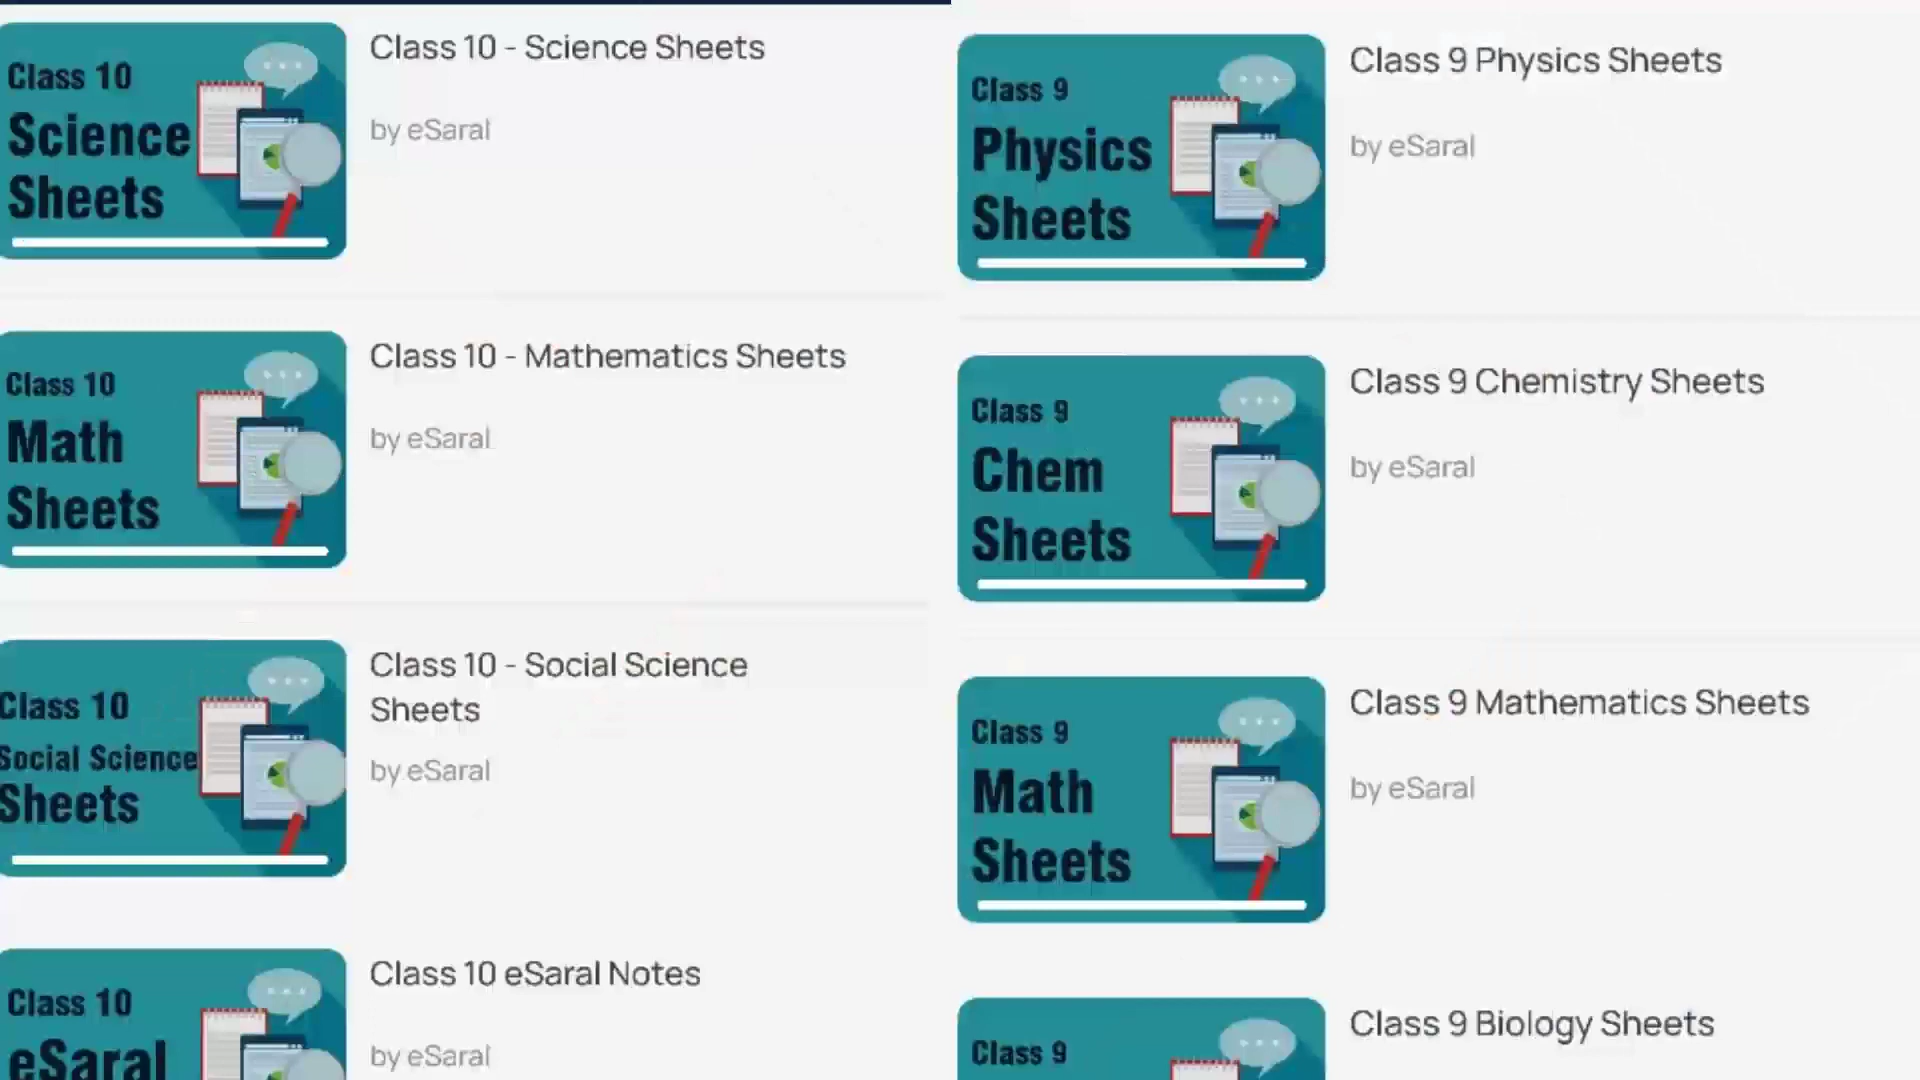 Class 10
Science
Sheets
Class 10 - Science Sheets
by eSaral
Class 10
Math
Sheets
Class 10 - Mathematics Sheets
by eSaral
Class 10
Social Science
Sheets
Class 10 - Social Science
Sheets
by eSaral
Class 10
eSaral
Class 10 eSaral Notes
by eSaral
Class 9
Physics
Sheets
Class 9 Physics Sheets
by eSaral
Class 9
Chem
Sheets
Class 9 Chemistry Sheets
by eSaral
Class 9
Math
Sheets
Class 9 Mathematics Sheets
by eSaral
Class 9
Class 9 Biology Sheets